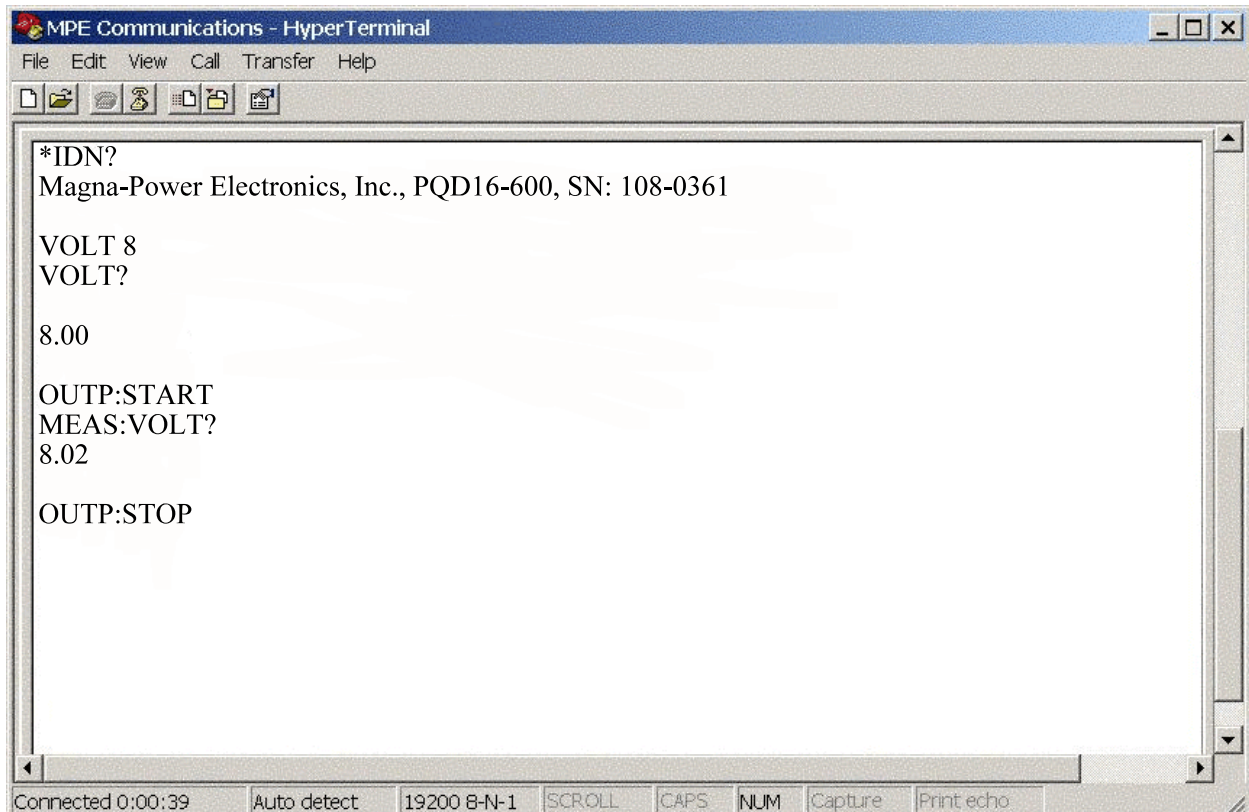 MPE Communications - HyperTerminal
File Edit View Call Transfer Help
*IDN?
Magna-Power Electronics, Inc., PQD16-600, SN: 108-0361
VOLT 8
VOLT?
8.00
OUTP:START
MEAS:VOLT?
8.02
OUTP:STOP
Connected 0:00:39 Auto detect 19200 8-N-1 SCROLL CAPS NUM Capture Print echo